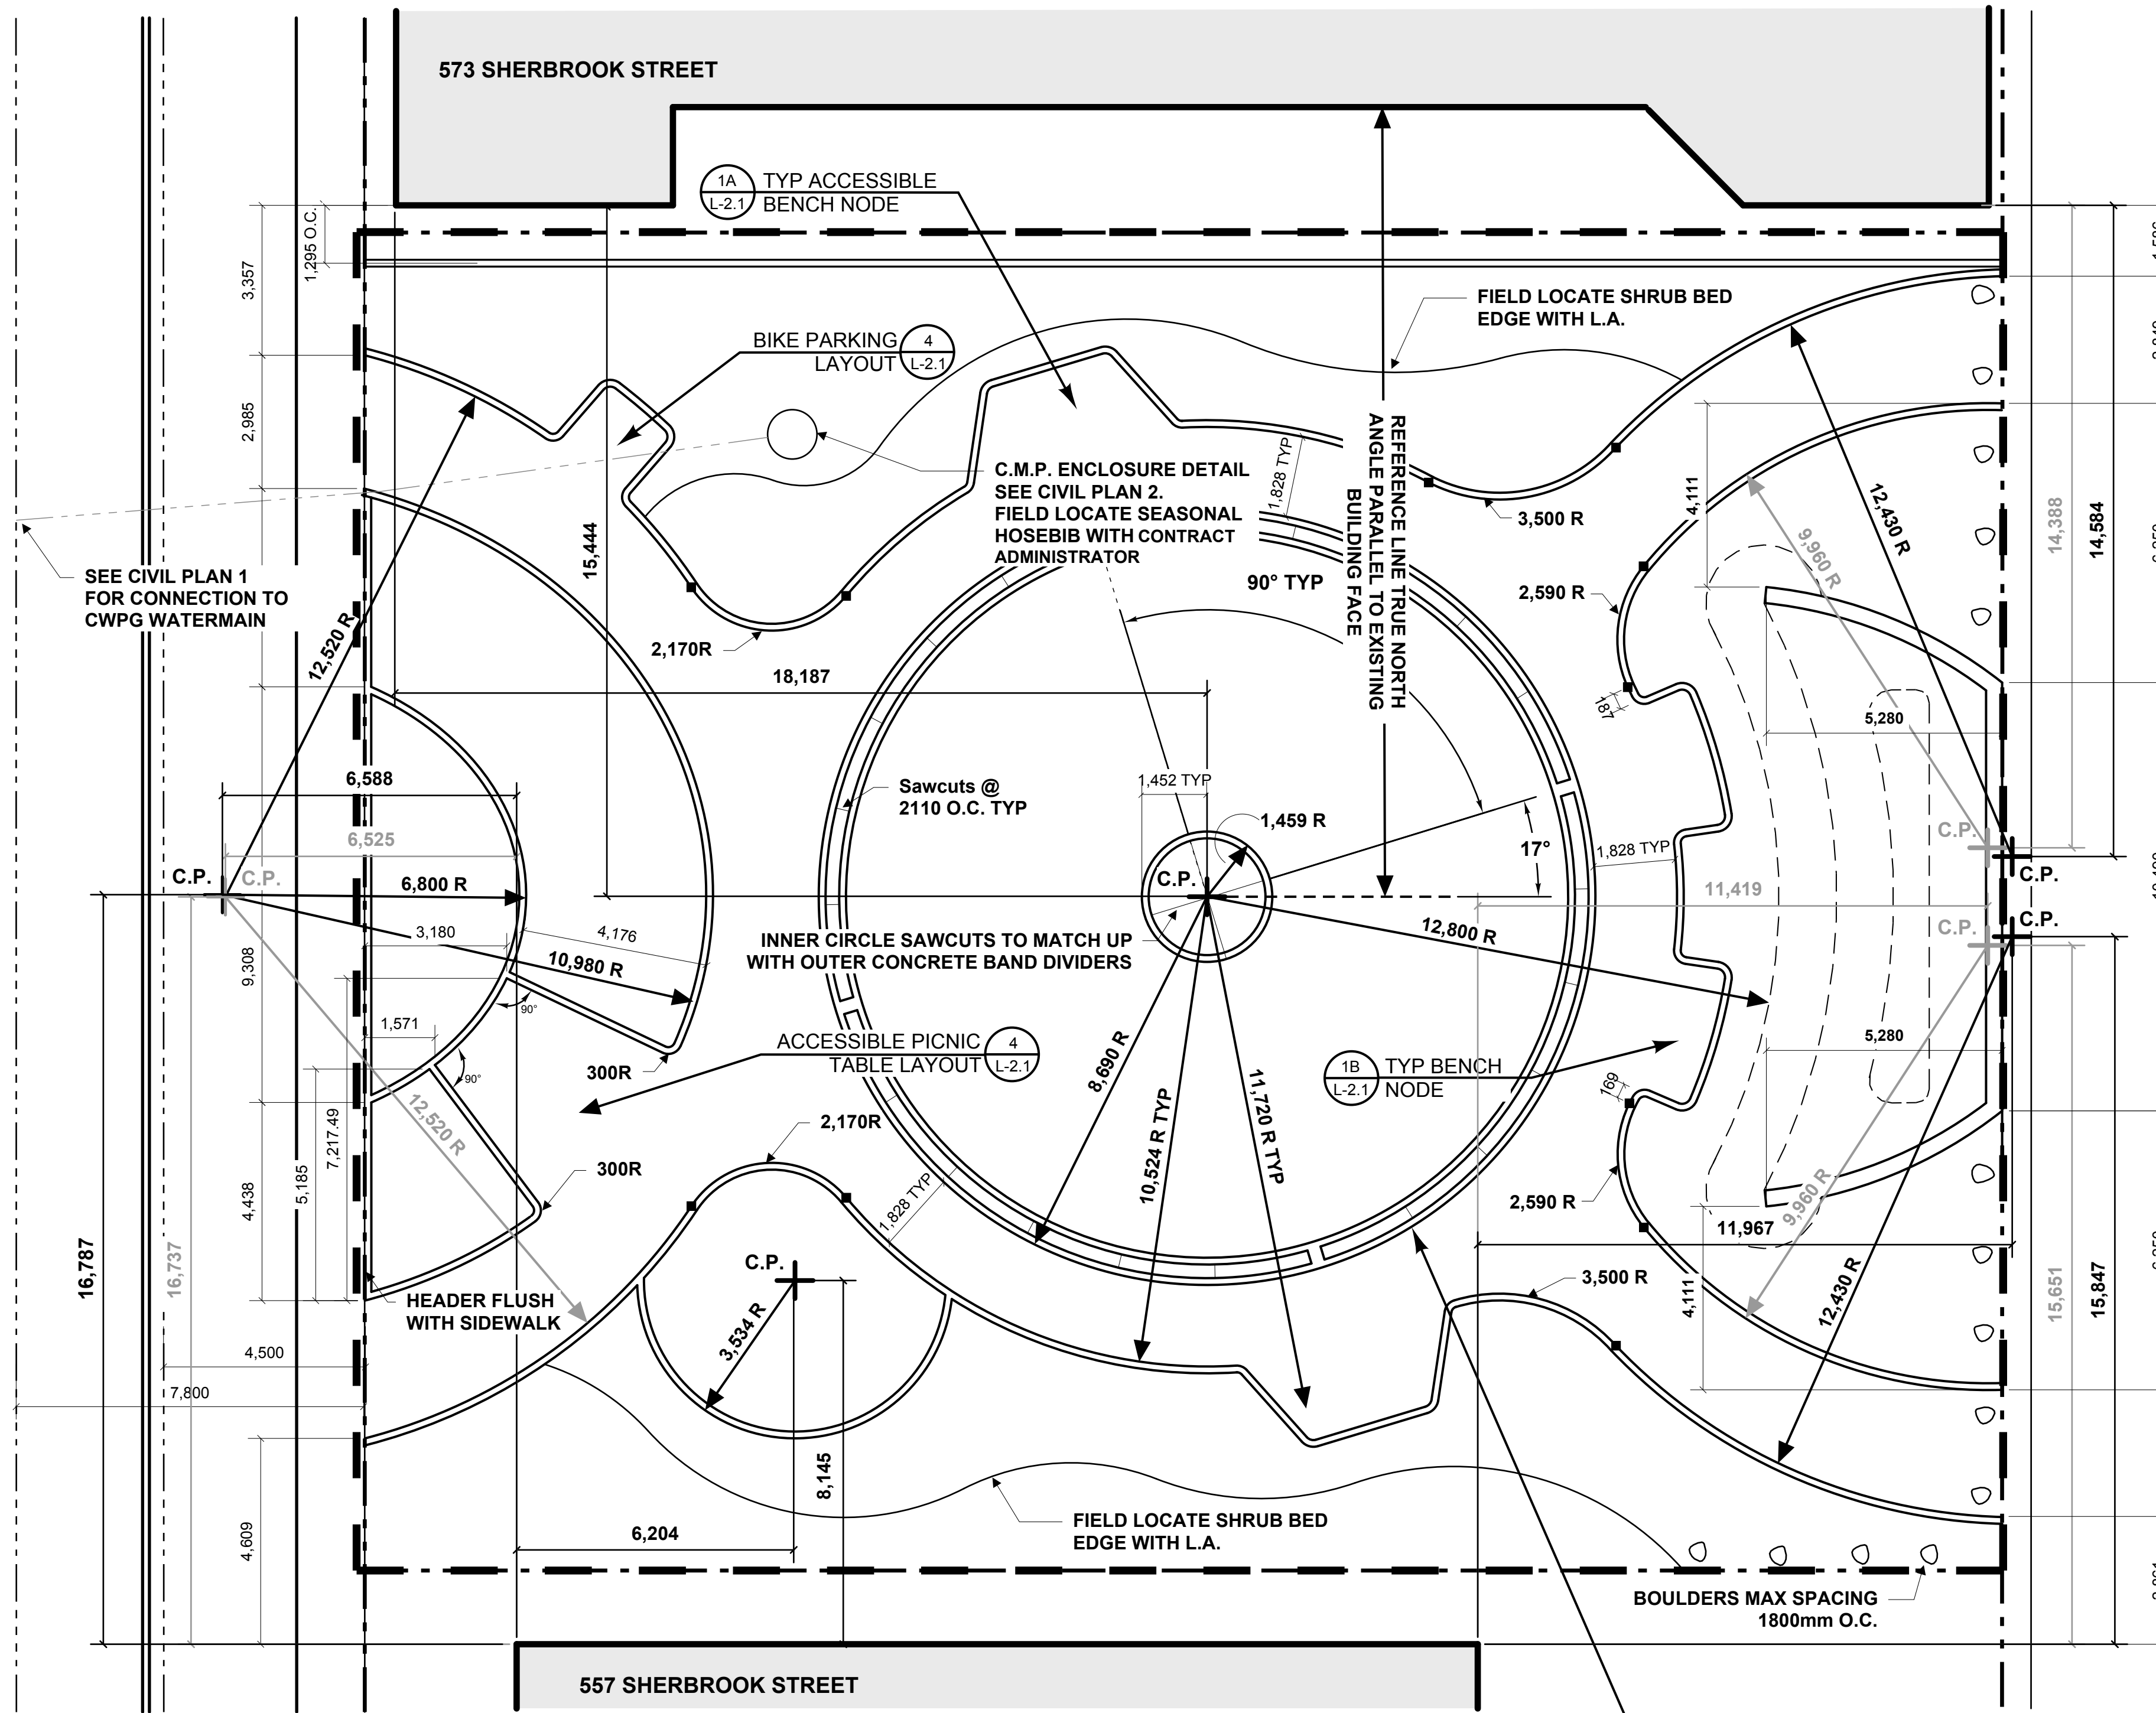 573 SHERBROOK STREET
1A
L-2.1
TYP ACCESSIBLE
BENCH NODE
1,295 O.C.
3,357
BIKE PARKING
LAYOUT
4
L-2.1
FIELD LOCATE SHRUB BED
EDGE WITH L.A.
2,985
15,444
C.M.P. ENCLOSURE DETAIL
SEE CIVIL PLAN 2.
FIELD LOCATE SEASONAL
HOSEBIB WITH CONTRACT
ADMINISTRATOR
1,828 TYP
REFERENCE LINE TRUE NORTH
ANGLE PARALLEL TO EXISTING
BUILDING FACE
3,500 R
4,111
12,430 R
9,960 R
14,388
14,584
SEE CIVIL PLAN 1
FOR CONNECTION TO
CWPG WATERMAIN
12,520 R
2,170R
90° TYP
2,590 R
187
18,187
5,280
6,588
6,525
Sawcuts @
2110 O.C. TYP
1,452 TYP
1,459 R
17°
1,828 TYP
C.P.
C.P.
C.P.
C.P.
6,800 R
C.P.
11,419
C.P.
C.P.
3,180
4,176
10,980 R
INNER CIRCLE SAWCUTS TO MATCH UP
WITH OUTER CONCRETE BAND DIVIDERS
12,800 R
9,308
90°
1,571
90°
300R
ACCESSIBLE PICNIC
TABLE LAYOUT
4
L-2.1
8,690 R
10,524 R TYP
11,720 R TYP
1B
L-2.1
TYP BENCH
NODE
5,280
169
12,520 R
7,217.49
5,185
4,438
2,170R
300R
1,828 TYP
2,590 R
9,960 R
11,967
16,787
16,737
C.P.
3,534 R
HEADER FLUSH
WITH SIDEWALK
3,500 R
4,111
12,430 R
15,651
15,847
4,500
7,800
8,145
4,609
6,204
FIELD LOCATE SHRUB BED
EDGE WITH L.A.
BOULDERS MAX SPACING
1800mm O.C.
557 SHERBROOK STREET